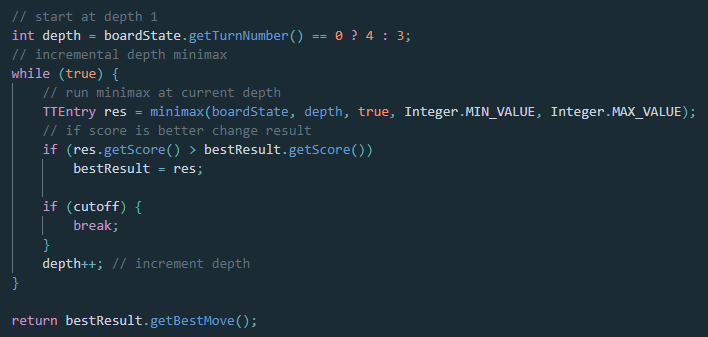 // start at depth 1
int depth = boardState.getTurnNumber() == 0 ? 4 : 3;
// incremental depth minimax
while (true) {
    // run minimax at current depth
    TTEntry res = minimax(boardState, depth, true, Integer.MIN_VALUE, Integer.MAX_VALUE);
    // if score is better change result
    if (res.getScore() > bestResult.getScore())
        bestResult = res;

    if (cutoff) {
        break;
    }
    depth++; // increment depth
}

return bestResult.getBestMove();